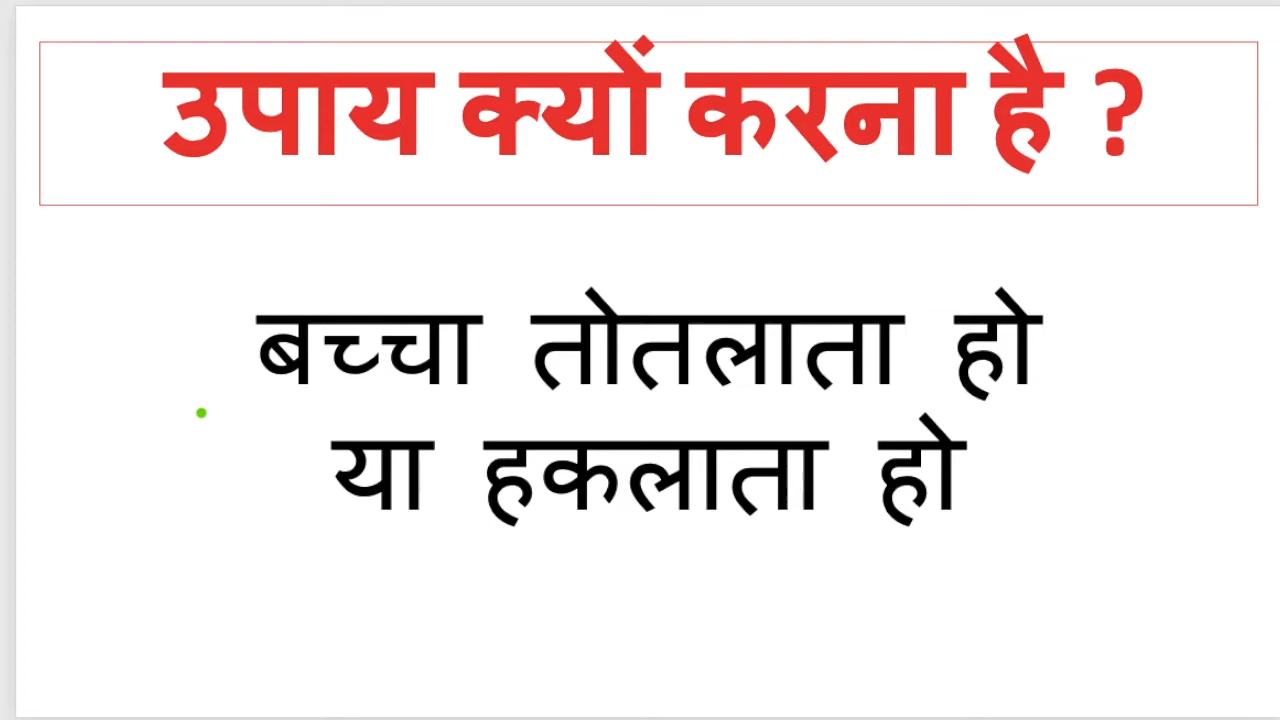 उपाय क्यों करना है ?
बच्चा तोतलाता हो
या हकलाता हो